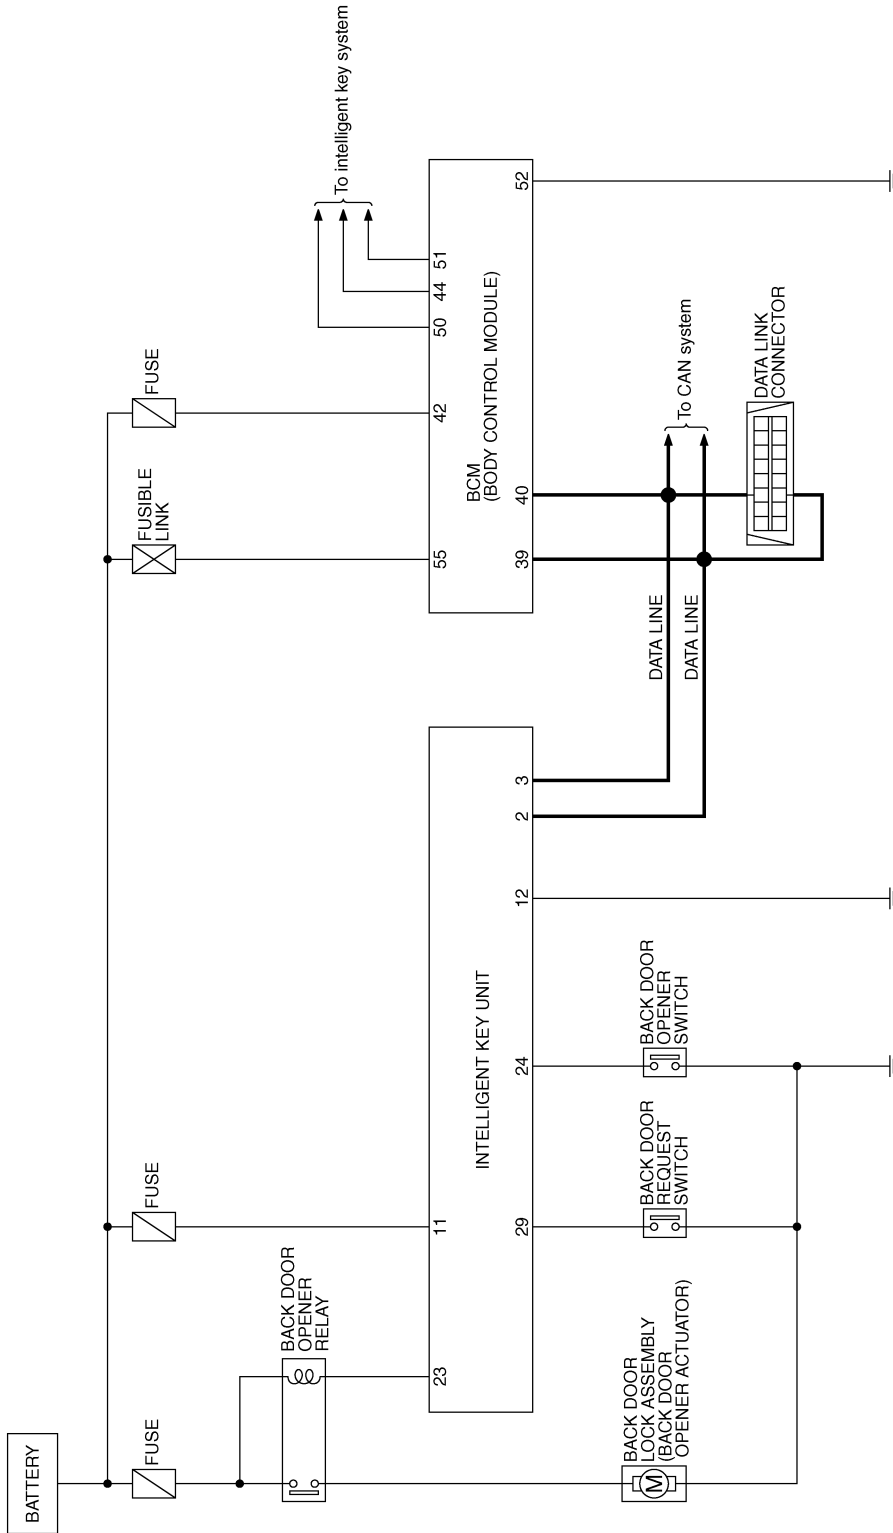 BATTERY
FUSE
BACK DOOR
OPENER
RELAY
FUSE
FUSIBLE
LINK
FUSE
To intelligent key system
23
11
INTELLIGENT KEY UNIT
29
24
12
2
3
55
42
50
44
51
BCM
(BODY CONTROL MODULE)
39
40
52
BACK DOOR
LOCK ASSEMBLY
(BACK DOOR
OPENER ACTUATOR)
M
BACK DOOR
REQUEST
SWITCH
BACK DOOR
OPENER
SWITCH
DATA LINE
DATA LINE
To CAN system
DATA LINK
CONNECTOR